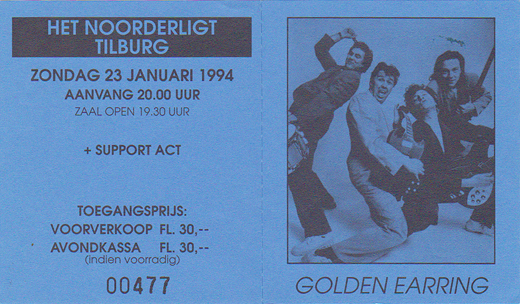 HET NOORDERLIGT
TILBURG
ZONDAG 23 JANUARI 1994
AANVANG 20.00 UUR
ZAAL OPEN 19.30 UUR
+ SUPPORT ACT
TOEGANGSPRIJS:
VOORVERKOOP FL. 30,--
AVONDKASSA FL. 30,--
(indien voorradig)
00477
GOLDEN EARRING